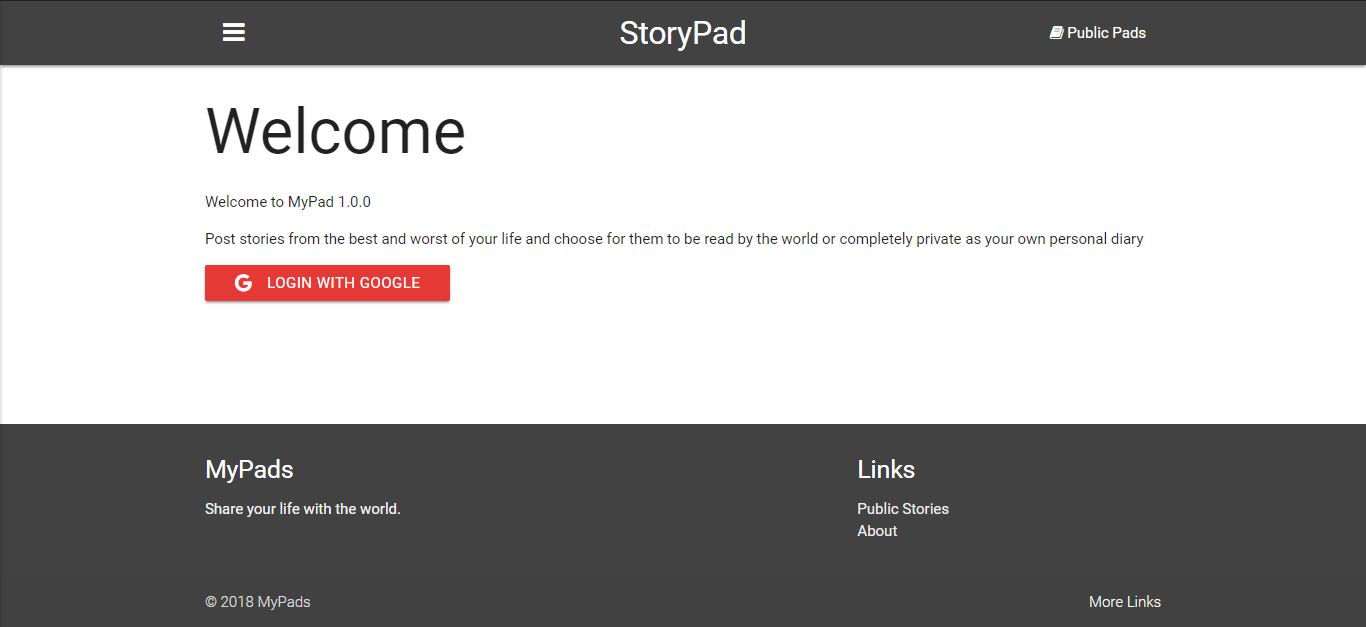 StoryPad
Public Pads
Welcome
Welcome to MyPad 1.0.0
Post stories from the best and worst of your life and choose for them to be read by the world or completely private as your own personal diary
G LOGIN WITH GOOGLE
MyPads
Share your life with the world.
Links
Public Stories
About
© 2018 MyPads
More Links